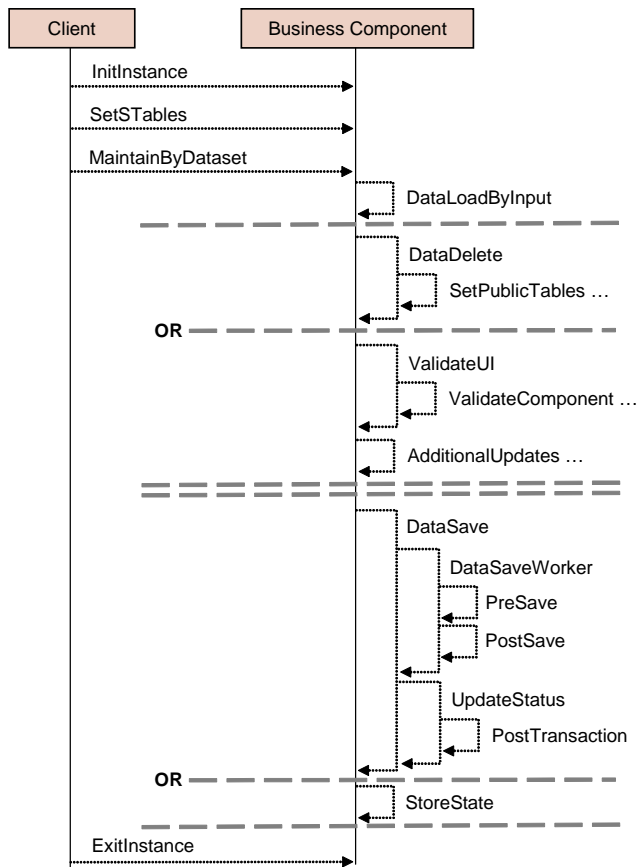 Client
Business Component
InitInstance
SetSTables
MaintainByDataset
DataLoadByInput
DataDelete
SetPublicTables …
OR
ValidateUI
ValidateComponent …
AdditionalUpdates …
DataSave
DataSaveWorker
PreSave
PostSave
UpdateStatus
PostTransaction
OR
StoreState
ExitInstance